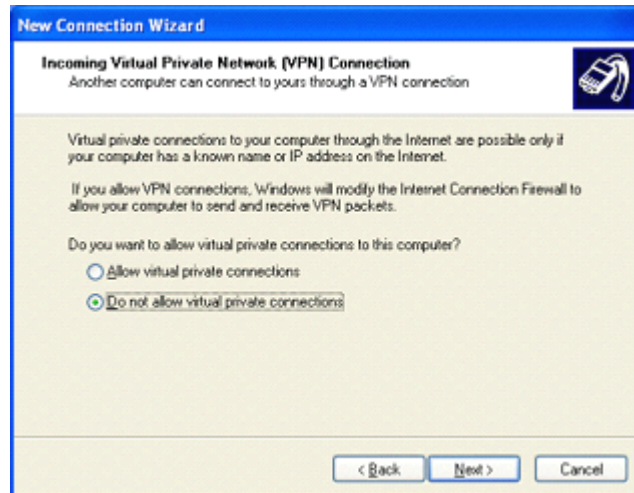 New Connection Wizard
Incoming Virtual Private Network (VPN) Connection
Another computer can connect to yours through a VPN connection
Virtual private connections to your computer through the Internet are possible only if
your computer has a known name or IP address on the Internet.
If you allow VPN connections, Windows will modify the Internet Connection Firewall to
allow your computer to send and receive VPN packets.
Do you want to allow virtual private connections to this computer?
Allow virtual private connections
Do not allow virtual private connections
< Back Next > Cancel